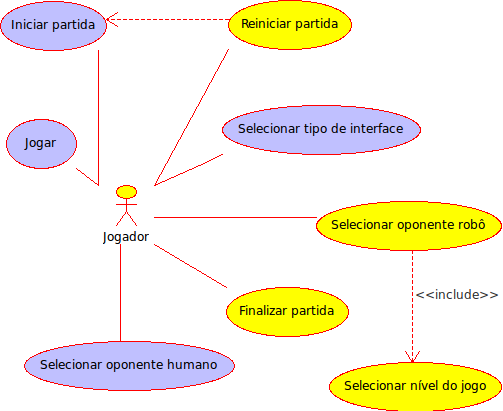 Iniciar partida
Reiniciar partida
Selecionar tipo de interface
Jogar
Jogador
Selecionar oponente robô
<<include>>
Finalizar partida
Selecionar oponente humano
Selecionar nível do jogo